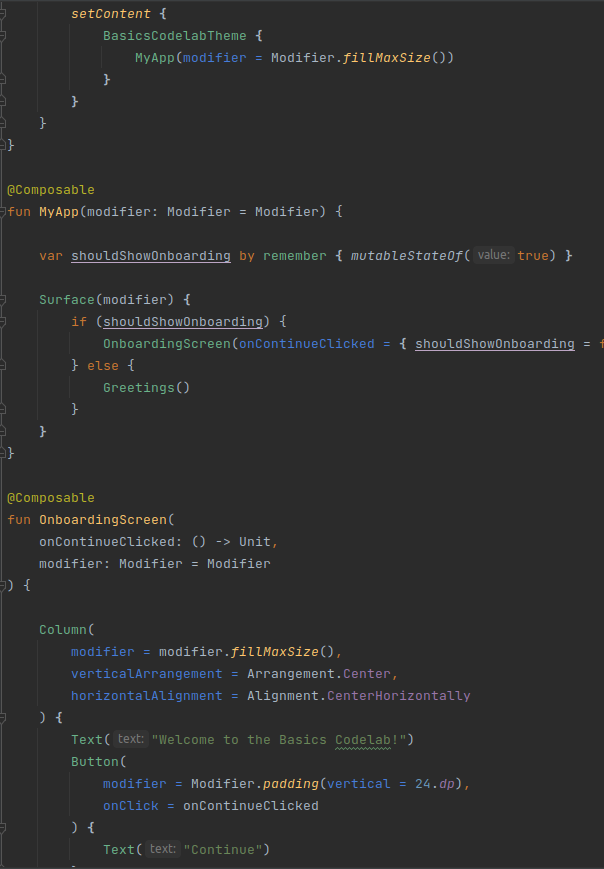 setContent {
BasicsCodelabTheme {
MyApp(modifier = Modifier.fillMaxSize())
}
}
}
}
@Composable
fun MyApp(modifier: Modifier = Modifier) {
var shouldShowOnboarding by remember { mutableStateOf( value: true) }
Surface(modifier) {
if (shouldShowOnboarding) {
OnboardingScreen(onContinueClicked = { shouldShowOnboarding = f
} else {
Greetings()
}
}
}
@Composable
fun OnboardingScreen(
onContinueClicked: () -> Unit,
modifier: Modifier = Modifier
) {
Column(
modifier = modifier.fillMaxSize(),
verticalArrangement = Arrangement.Center,
horizontalAlignment = Alignment.CenterHorizontally
) {
Text( text: "Welcome to the Basics Codelab!")
Button(
modifier = Modifier.padding(vertical = 24.dp),
onClick = onContinueClicked
) {
Text( text: "Continue")